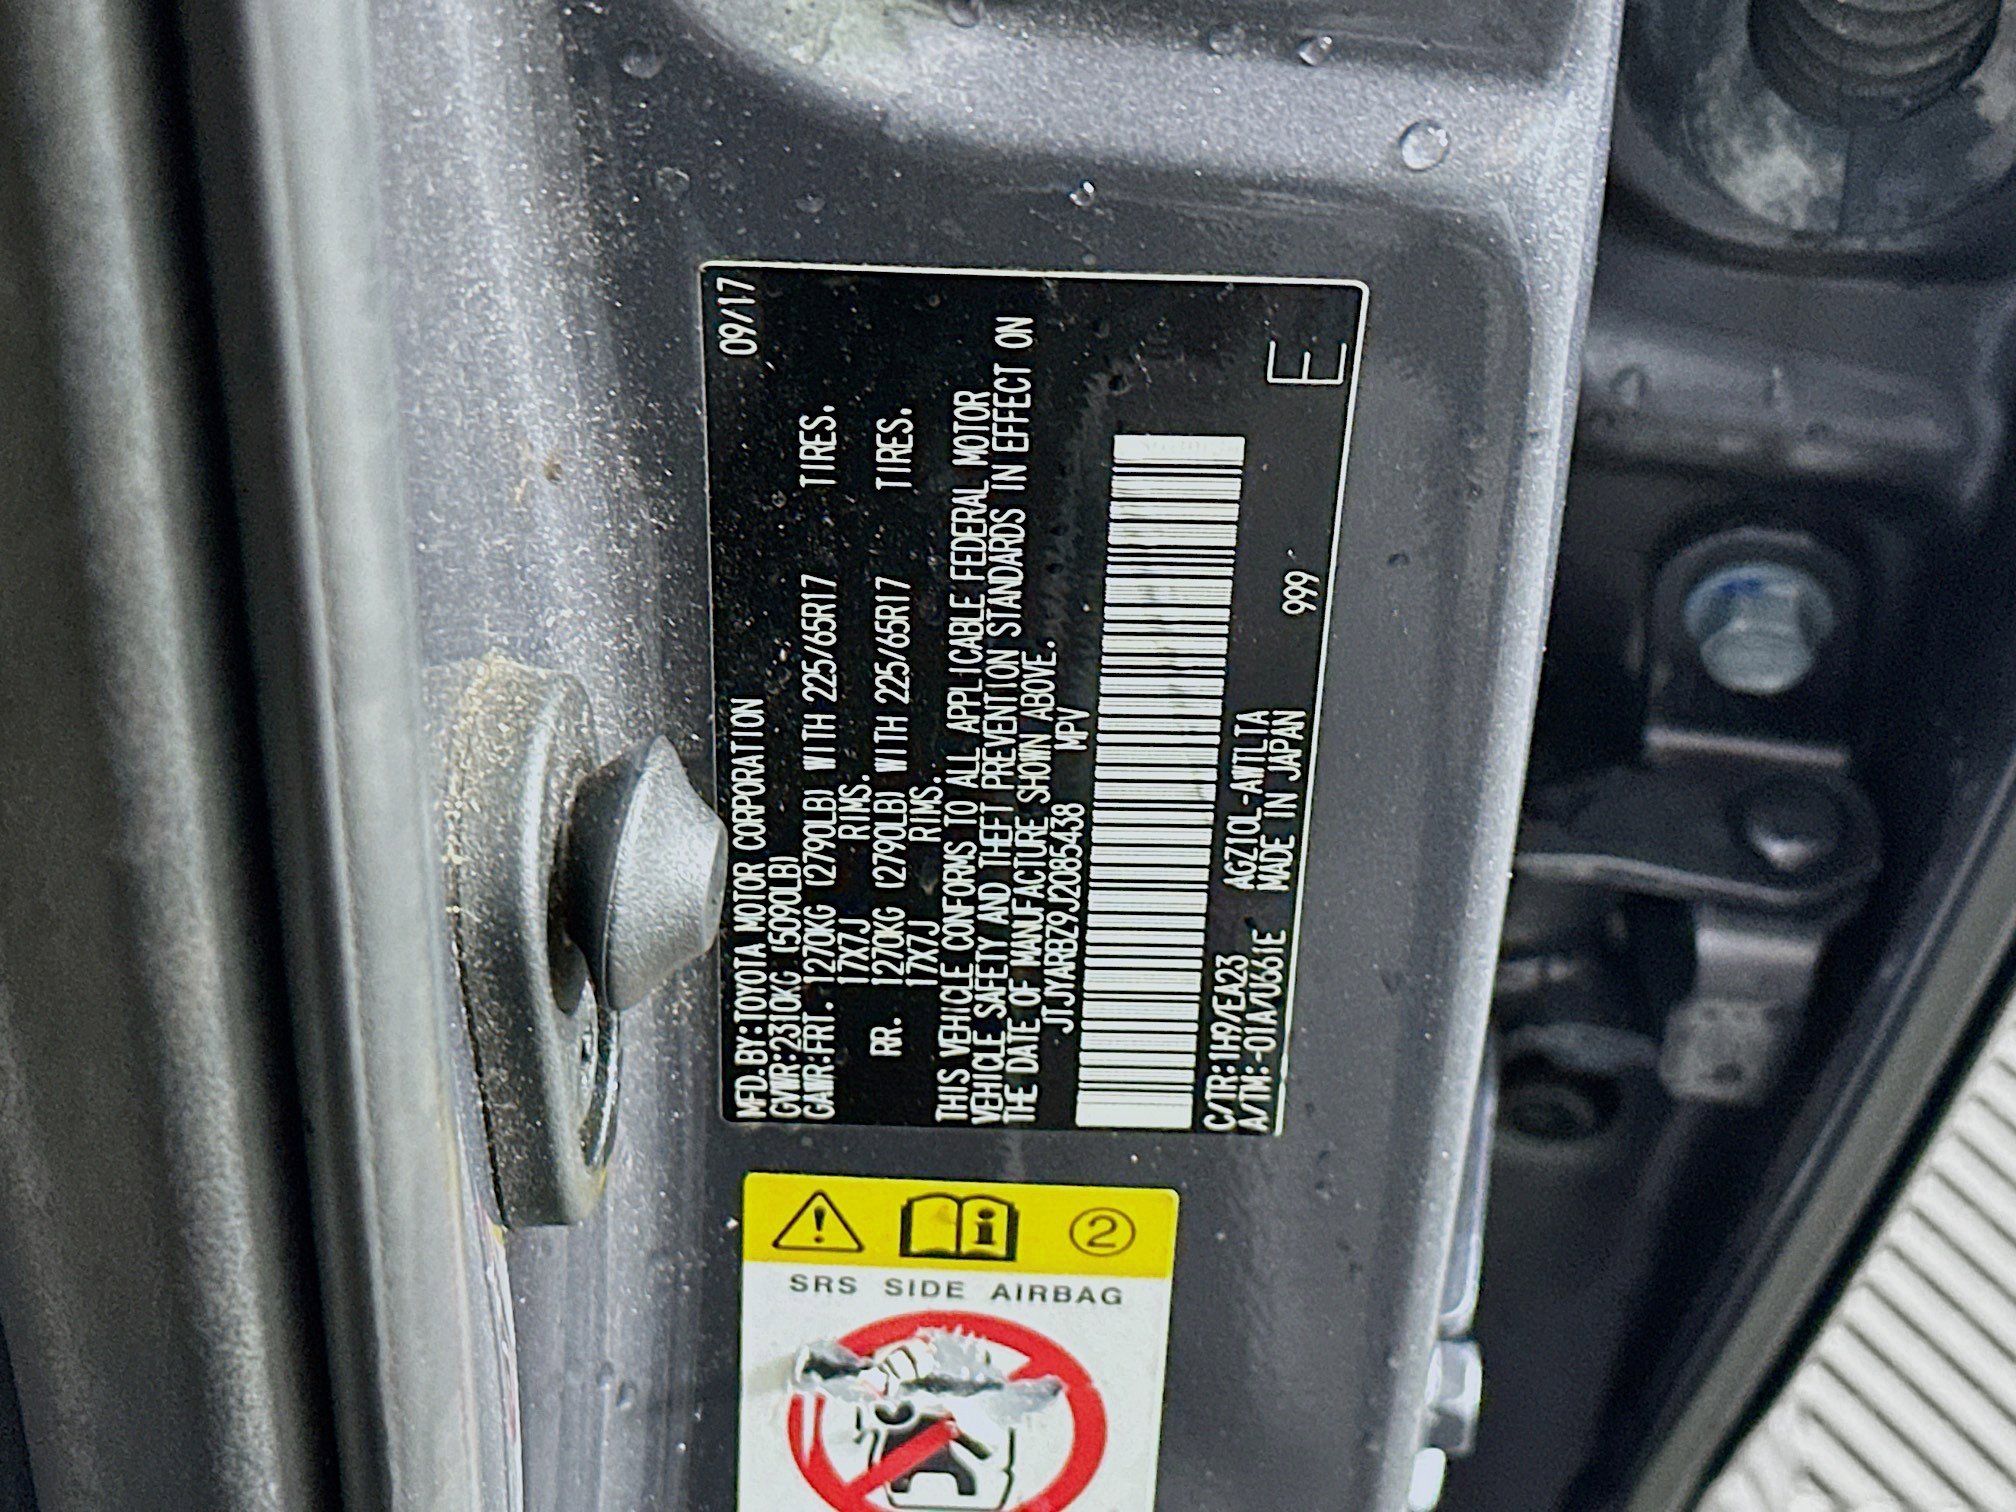 MFD.BY:TOYOTA MOTOR CORPORATION 09/17
GVWR:2310KG (5090LB)
GAWR:FRT. 1270KG (2790LB) WITH 225/65R17 TIRES.
17X7J RIMS.
RR. 1270KG (2790LB) WITH 225/65R17 TIRES.
17X7J RIMS.
THIS VEHICLE CONFORMS TO ALL APPLICABLE FEDERAL MOTOR
VEHICLE SAFETY AND THEFT PREVENTION STANDARDS IN EFFECT ON
THE DATE OF MANUFACTURE SHOWN ABOVE.
JTJYARBZ9J2085438 MPV
C/TR:1H9/EA23 AGZ10L-AWTLTA
A/TM:-01A/U661E MADE IN JAPAN 999 E
2
SRS SIDE AIRBAG